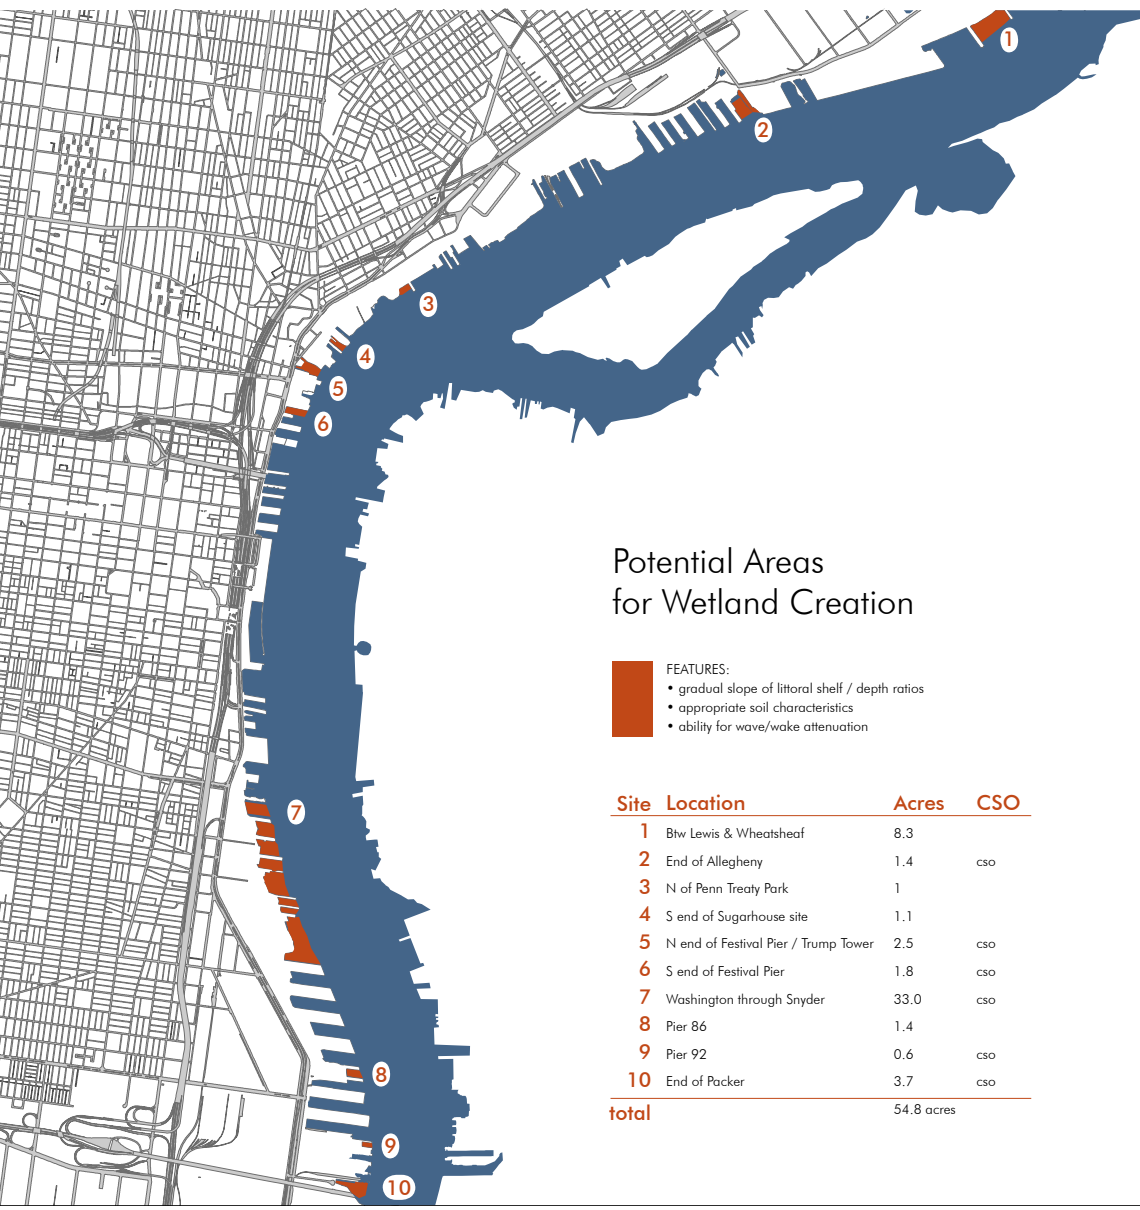 1
2
3
4
5
6
7
8
9
10
Potential Areas
for Wetland Creation
FEATURES:
• gradual slope of littoral shelf / depth ratios
• appropriate soil characteristics
• ability for wave/wake attenuation
Site Location Acres CSO
1 Btw Lewis & Wheatsheaf 8.3
2 End of Allegheny 1.4 cso
3 N of Penn Treaty Park 1
4 S end of Sugarhouse site 1.1
5 N end of Festival Pier / Trump Tower 2.5 cso
6 S end of Festival Pier 1.8 cso
7 Washington through Snyder 33.0 cso
8 Pier 86 1.4
9 Pier 92 0.6 cso
10 End of Packer 3.7 cso
total 54.8 acres